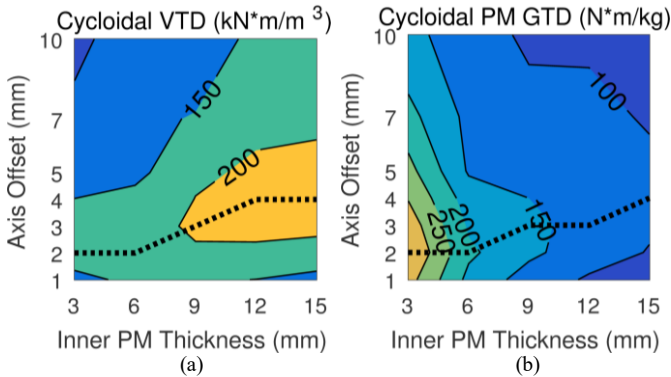 Cycloidal VTD (kN*m/m ³)
Axis Offset (mm)
10
7
5
4
3
2
1
150
200
3 6 9 12 15
Inner PM Thickness (mm)
(a)
Cycloidal PM GTD (N*m/kg)
Axis Offset (mm)
10
7
5
4
3
2
1
100
150
200
250
3 6 9 12 15
Inner PM Thickness (mm)
(b)